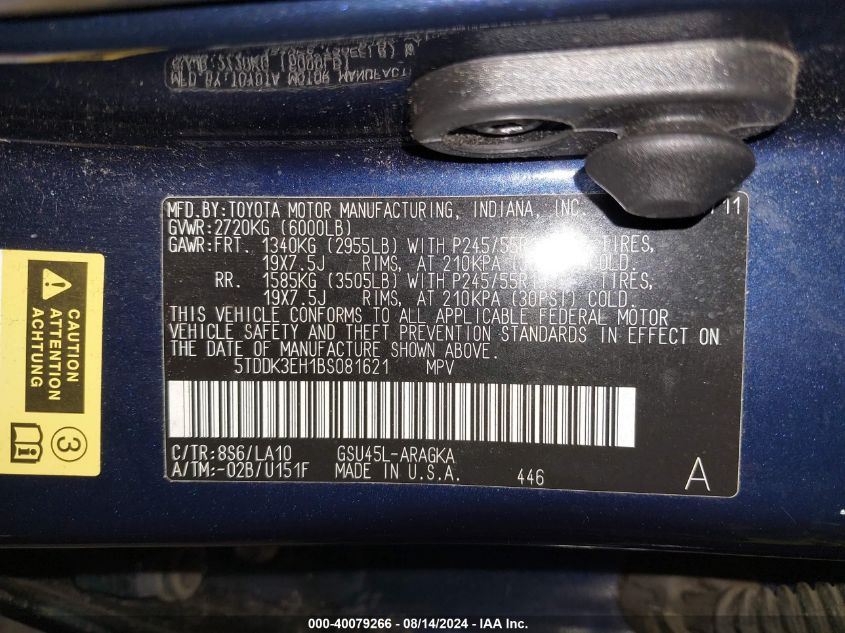 MFD.BY:TOYOTA MOTOR MANUFACTURING, INDIANA, INC. /11
GVWR:2720KG (6000LB)
GAWR:FRT. 1340KG (2955LB) WITH P245/55R TIRES,
19X7.5J RIMS, AT 210KPA COLD.
RR. 1585KG (3505LB) WITH P245/55R TIRES,
19X7.5J RIMS, AT 210KPA (30PSI) COLD.
THIS VEHICLE CONFORMS TO ALL APPLICABLE FEDERAL MOTOR
VEHICLE SAFETY AND THEFT PREVENTION STANDARDS IN EFFECT ON
THE DATE OF MANUFACTURE SHOWN ABOVE.
5TDDK3EH1BS081621 MPV
C/TR:8S6/LA10 GSU45L-ARAGKA
A/TM:-02B/U151F MADE IN U.S.A. 446 A
CAUTION
ATTENTION
ACHTUNG
3
000-40079266 - 08/14/2024 - IAA Inc.